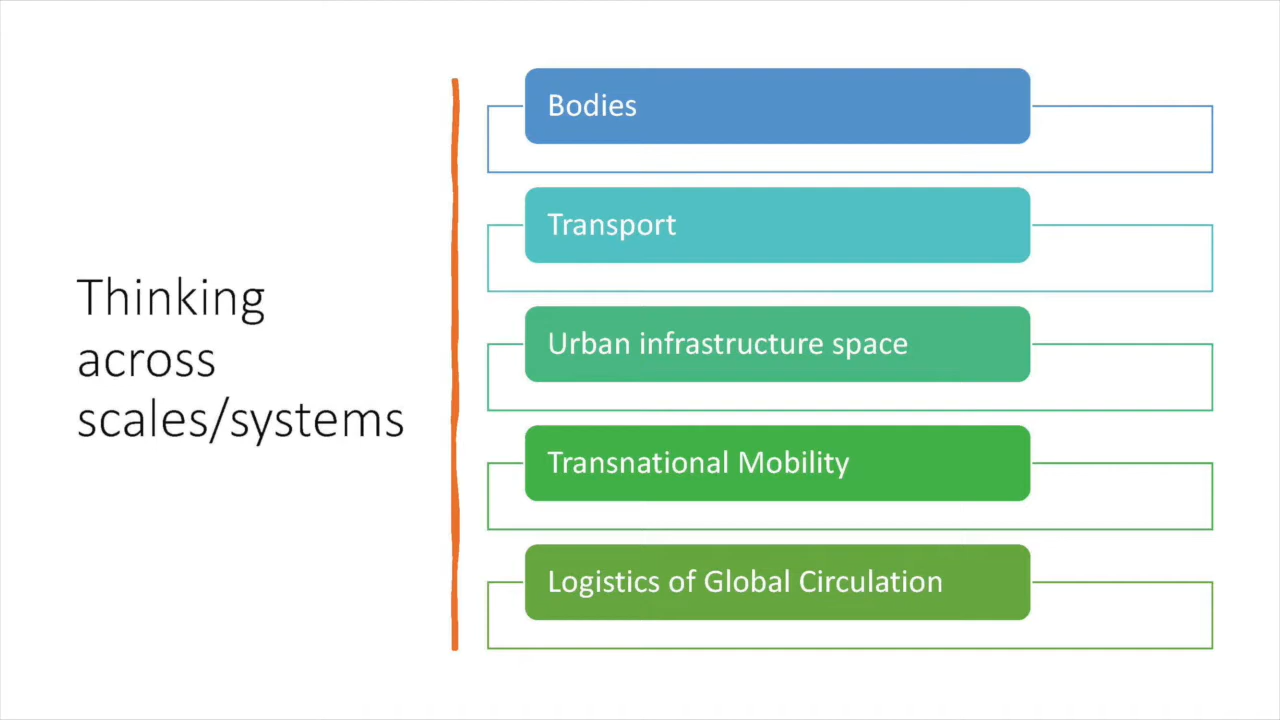 Thinking
across
scales/systems
Bodies
Transport
Urban infrastructure space
Transnational Mobility
Logistics of Global Circulation